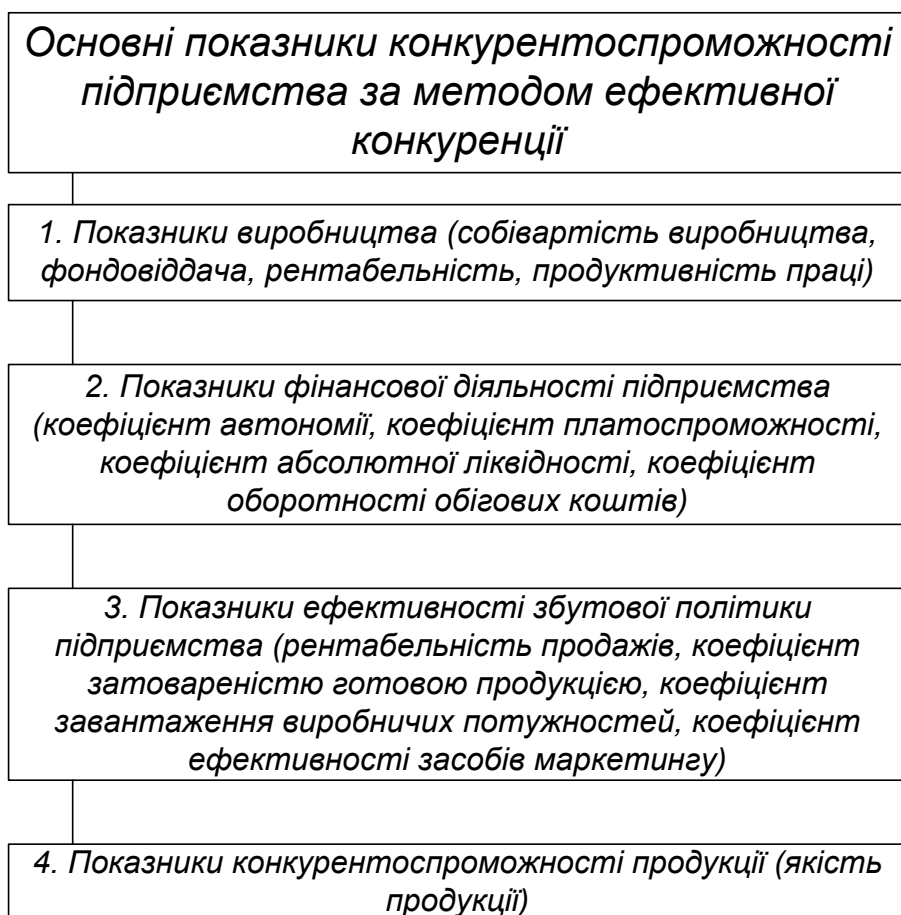 Основні показники конкурентоспроможності
підприємства за методом ефективної
конкуренції
1. Показники виробництва (собівартість виробництва,
фондовіддача, рентабельність, продуктивність праці)
2. Показники фінансової діяльності підприємства
(коефіцієнт автономії, коефіцієнт платоспроможності,
коефіцієнт абсолютної ліквідності, коефіцієнт
оборотності обігових коштів)
3. Показники ефективності збутової політики
підприємства (рентабельність продажів, коефіцієнт
затовареністю готовою продукцією, коефіцієнт
завантаження виробничих потужностей, коефіцієнт
ефективності засобів маркетингу)
4. Показники конкурентоспроможності продукції (якість
продукції)